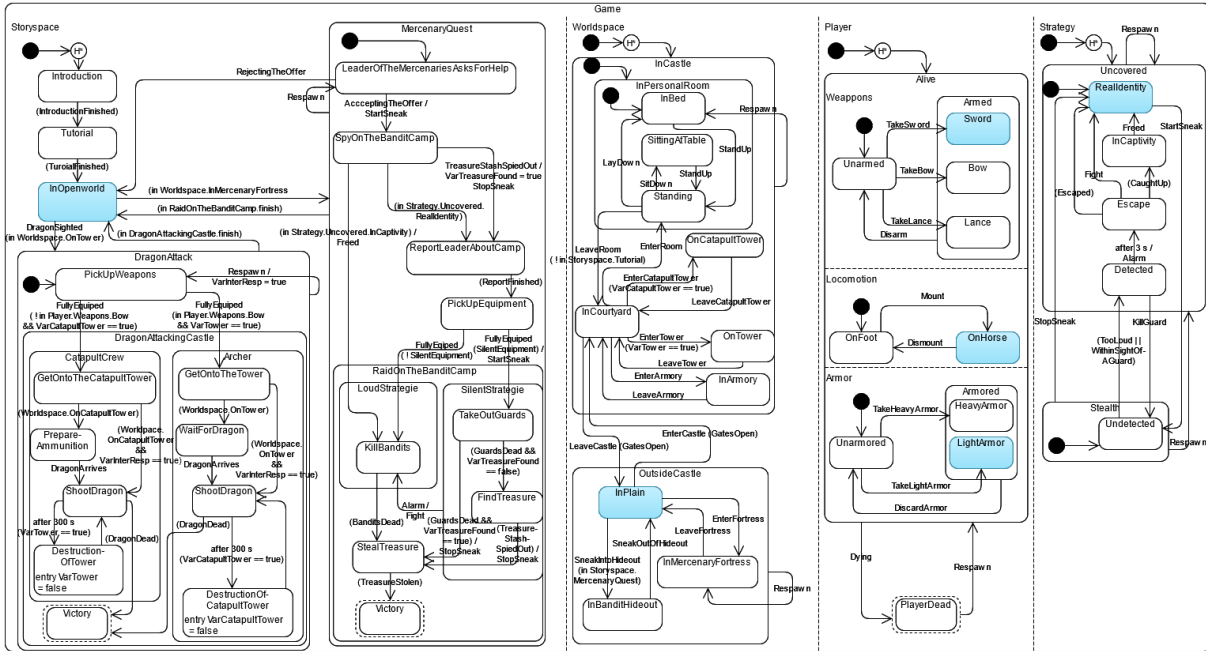 Game
Storyspace
H*
Introduction
(IntroductionFinished)
Tutorial
(TuroialFinished)
InOpenworld
RejectingTheOffer
(in Worldspace.InMercenaryFortress
(in RaidOnTheBanditCamp.finish)
DragonSighted
(in Worldspace.OnTower)
(in DragonAttackingCastle.finish)
DragonAttack
PickUpWeapons
Respawn /
VarInterResp = true
FullyEquiped
( ! in Player.Weapons.Bow
&& VarCatapultTower == true)
FullyEquiped
(in Player.Weapons.Bow
&& VarTower == true)
DragonAttackingCastle
CatapultCrew
GetOntoTheCatapultTower
(Worldspace.OnCatapultTower)
Prepare-
Ammunition
(Worldpace.
OnCatapultTower
&&
VarInterResp == true)
DragonArrives
ShootDragon
after 300 s
(VarTower == true)
(DragonDead)
Destruction-
OfTower
entry VarTower
= false
Victory
Archer
GetOntoTheTower
(Worldspace.OnTower)
WaitForDragon
(Worldspace.
OnTower
&&
VarInterResp == true)
DragonArrives
ShootDragon
(DragonDead)
after 300 s
(VarCatapultTower == true)
DestructionOf-
CatapultTower
entry VarCatapultTower
= false
MercenaryQuest
LeaderOfTheMercenariesAsksForHelp
Respawn
AccceptingTheOffer /
StartSneak
SpyOnTheBanditCamp
TreasureStashSpiedOut /
VarTreasureFound = true
StopSneak
(in Strategy.Uncovered.
RealIdentity)
(in Strategy.Uncovered.InCaptivity) /
Freed
ReportLeaderAboutCamp
(ReportFinished)
PickUpEquipment
FullyEquiped
( ! SilentEquipment)
FullyEquiped
(SilentEquipment) /
StartSneak
RaidOnTheBanditCamp
LoudStrategie
KillBandits
SilentStrategie
TakeOutGuards
(GuardsDead &&
VarTreasureFound
== false)
FindTreasure
Alarm /
Fight
(BanditsDead)
(GuardsDead &&
VarTreasureFound
== true) /
StopSneak
(Treasure-
Stash-
SpiedOut) /
StopSneak
StealTreasure
(TreasureStolen)
Victory
Worldspace
H*
InCastle
InPersonalRoom
InBed
Respawn
SittingAtTable
StandUp
LayDown
StandUp
SitDown
Standing
LeaveRoom
( ! in Storyspace.Tutorial)
EnterRoom
OnCatapultTower
EnterCatapultTower
(VarCatapultTower == true)
LeaveCatapultTower
InCourtyard
EnterTower
(VarTower == true)
OnTower
LeaveTower
EnterArmory
InArmory
LeaveArmory
LeaveCastle (GatesOpen)
EnterCastle (GatesOpen)
OutsideCastle
InPlain
EnterFortress
LeaveFortress
SneakOutOfHideout
SneakIntoHideout
(in Storyspace.
MercenaryQuest)
InMercenaryFortress
InBanditHideout
Respawn
Player
H*
Alive
Weappons
Armed
TakeSword
Sword
Unarmed
TakeBow
Bow
TakeLance
Lance
Disarm
Locomotion
Mount
OnFoot
OnHorse
Dismount
Armor
Armored
TakeHeavyArmor
HeavyArmor
Unarmored
LightArmor
TakeLightArmor
DiscardArmor
Dying
Respawn
PlayerDead
Strategy
H*
Respawn
Uncovered
RealIdentity
Freed
StartSneak
InCaptivity
Fight
(CaughtUp)
(Escaped)
Escape
after 3 s /
Alarm
Detected
StopSneak
KillGuard
(TooLoud ||
WithinSightOf-
AGuard)
Stealth
Undetected
Respawn